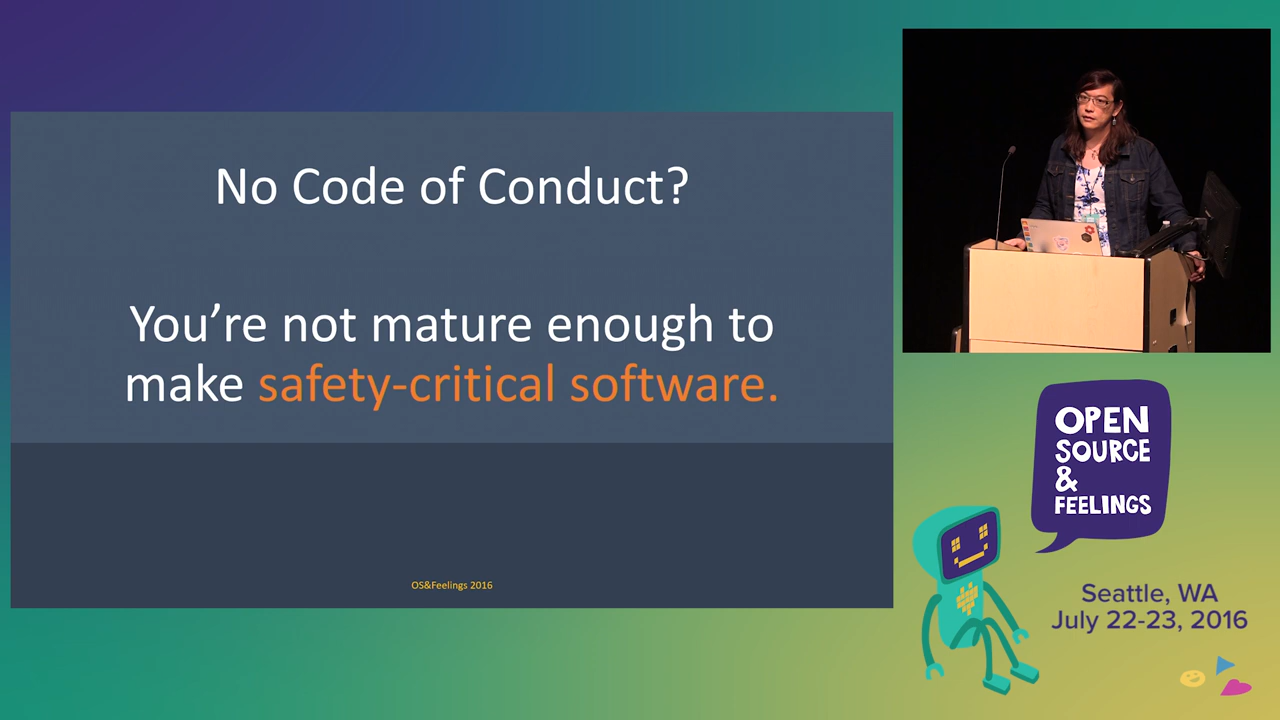 No Code of Conduct?
You're not mature enough to
make safety-critical software.
OS&Feelings 2016
OPEN
SOURCE
&
FEELINGS
Seattle, WA
July 22-23, 2016